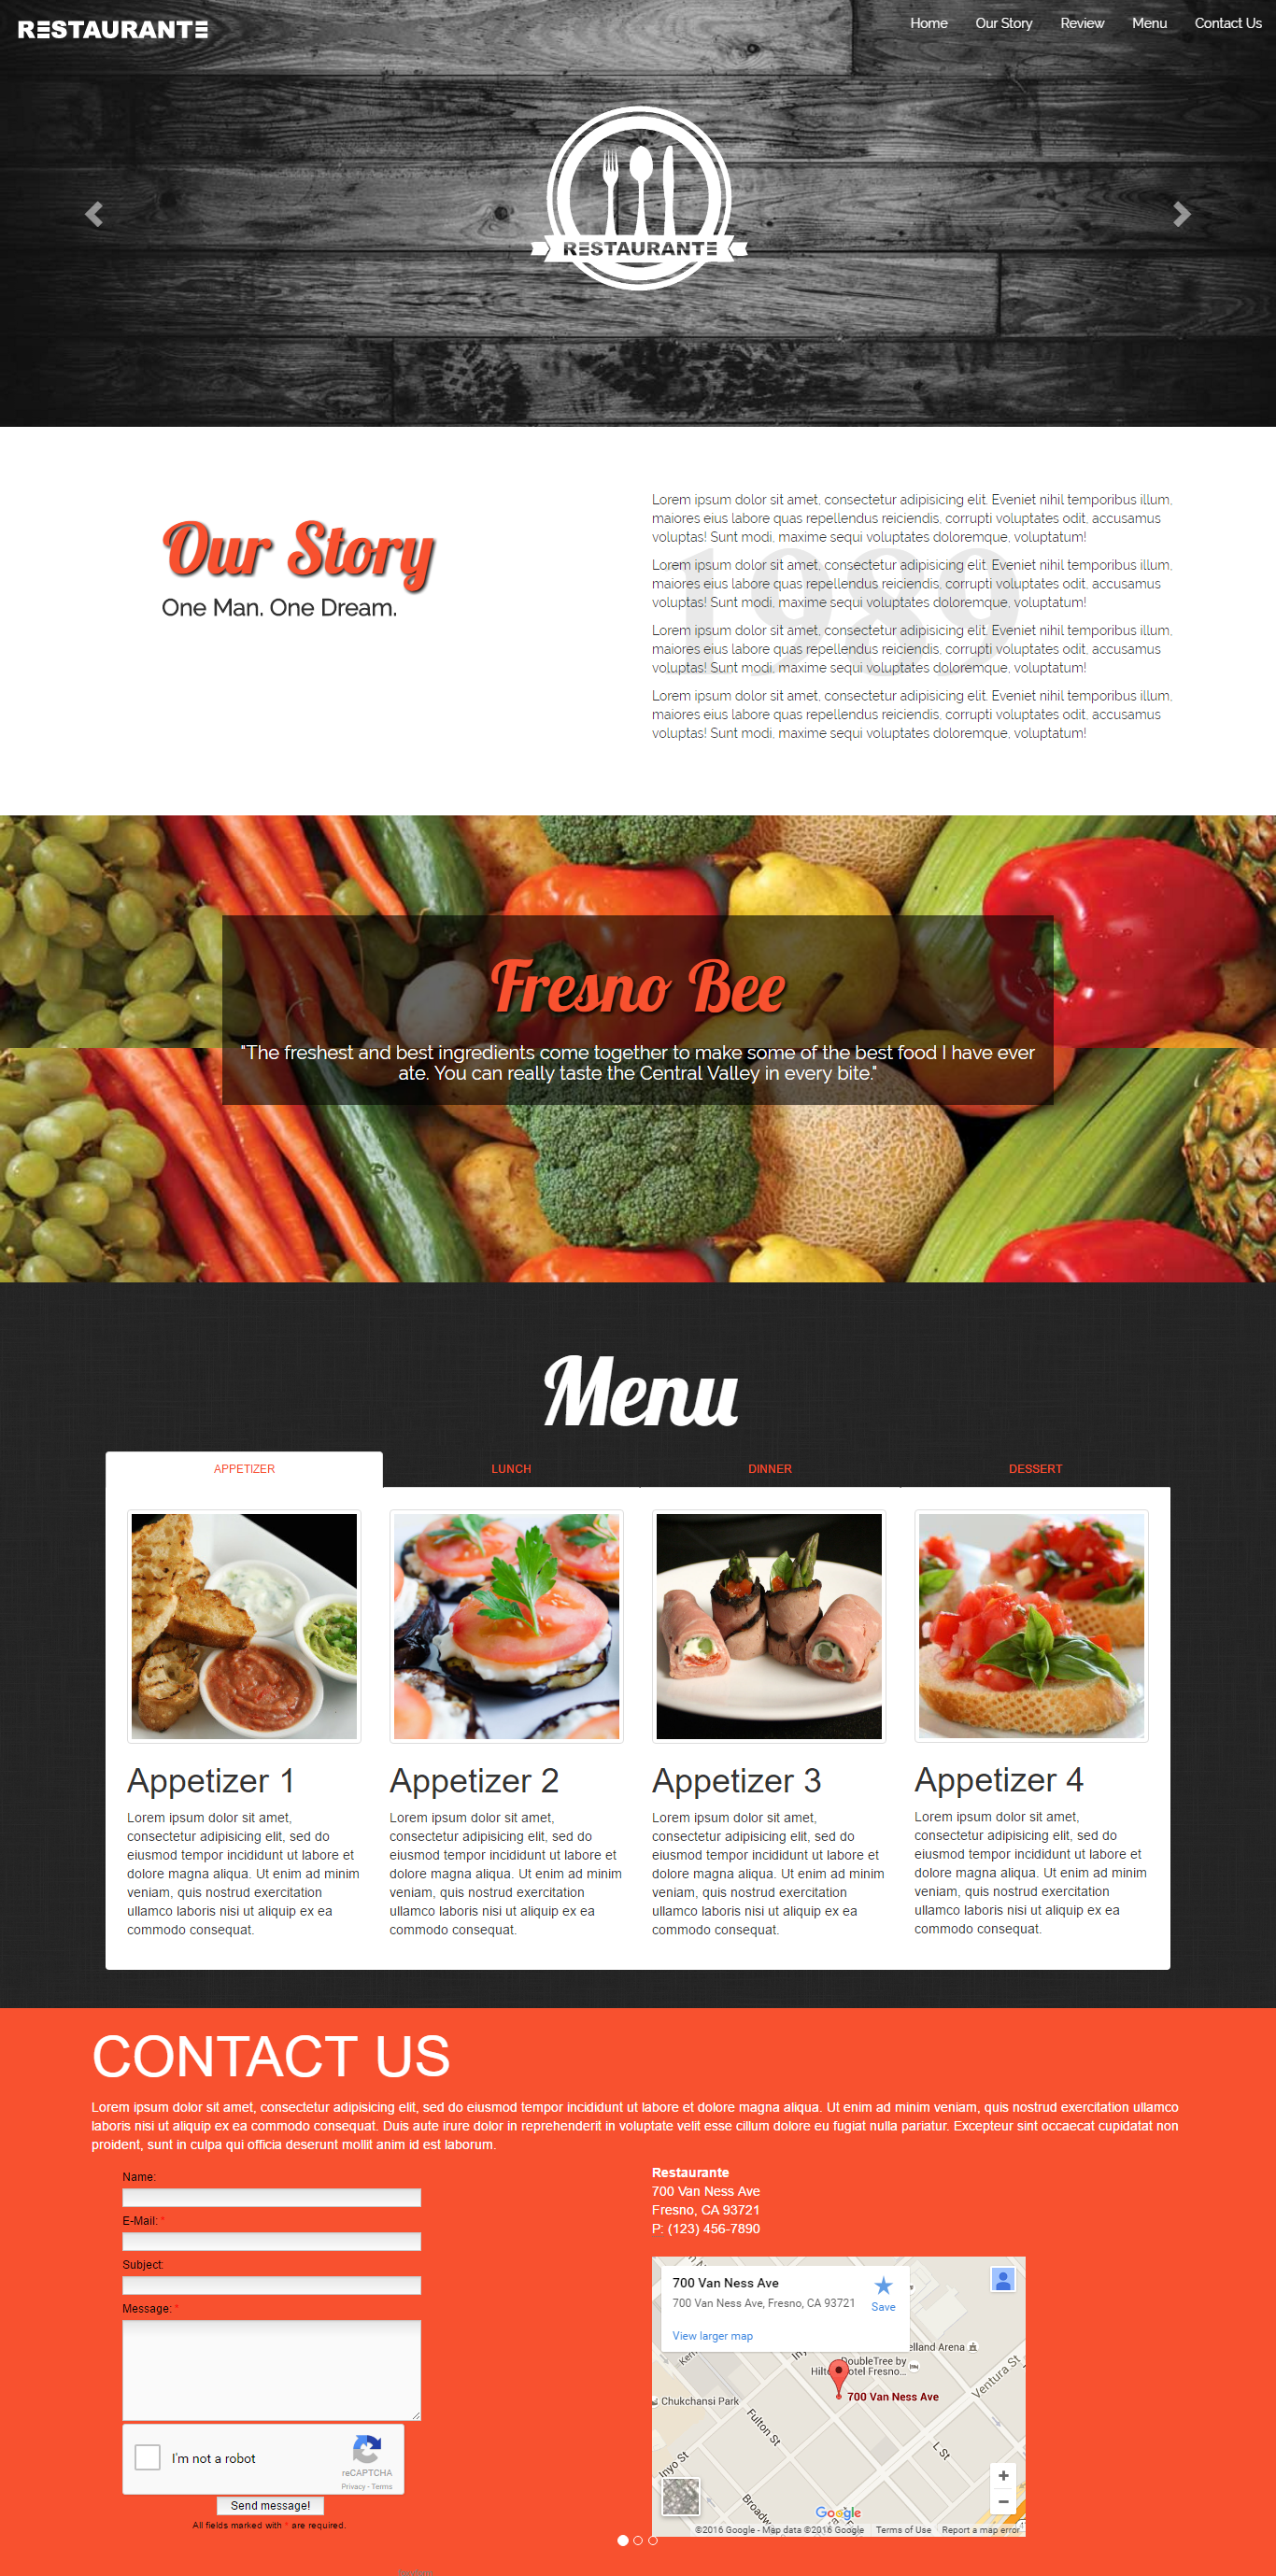 RESTAURANTE
Home Our Story Review Menu Contact Us
RESTAURANTE
Our Story
One Man. One Dream.
1989
Lorem ipsum dolor sit amet, consectetur adipisicing elit. Eveniet nihil temporibus illum,
maiores eius labore quas repellendus reiciendis, corrupti voluptates odit, accusamus
voluptas! Sunt modi, maxime sequi voluptates doloremque, voluptatum!
Lorem ipsum dolor sit amet, consectetur adipisicing elit. Eveniet nihil temporibus illum,
maiores eius labore quas repellendus reiciendis, corrupti voluptates odit, accusamus
voluptas! Sunt modi, maxime sequi voluptates doloremque, voluptatum!
Lorem ipsum dolor sit amet, consectetur adipisicing elit. Eveniet nihil temporibus illum,
maiores eius labore quas repellendus reiciendis, corrupti voluptates odit, accusamus
voluptas! Sunt modi, maxime sequi voluptates doloremque, voluptatum!
Lorem ipsum dolor sit amet, consectetur adipisicing elit. Eveniet nihil temporibus illum,
maiores eius labore quas repellendus reiciendis, corrupti voluptates odit, accusamus
voluptas! Sunt modi, maxime sequi voluptates doloremque, voluptatum!
Fresno Bee
"The freshest and best ingredients come together to make some of the best food I have ever
ate. You can really taste the Central Valley in every bite."
Menu
APPETIZER LUNCH DINNER DESSERT
Appetizer 1
Lorem ipsum dolor sit amet,
consectetur adipisicing elit, sed do
eiusmod tempor incididunt ut labore et
dolore magna aliqua. Ut enim ad minim
veniam, quis nostrud exercitation
ullamco laboris nisi ut aliquip ex ea
commodo consequat.
Appetizer 2
Lorem ipsum dolor sit amet,
consectetur adipisicing elit, sed do
eiusmod tempor incididunt ut labore et
dolore magna aliqua. Ut enim ad minim
veniam, quis nostrud exercitation
ullamco laboris nisi ut aliquip ex ea
commodo consequat.
Appetizer 3
Lorem ipsum dolor sit amet,
consectetur adipisicing elit, sed do
eiusmod tempor incididunt ut labore et
dolore magna aliqua. Ut enim ad minim
veniam, quis nostrud exercitation
ullamco laboris nisi ut aliquip ex ea
commodo consequat.
Appetizer 4
Lorem ipsum dolor sit amet,
consectetur adipisicing elit, sed do
eiusmod tempor incididunt ut labore et
dolore magna aliqua. Ut enim ad minim
veniam, quis nostrud exercitation
ullamco laboris nisi ut aliquip ex ea
commodo consequat.
CONTACT US
Lorem ipsum dolor sit amet, consectetur adipisicing elit, sed do eiusmod tempor incididunt ut labore et dolore magna aliqua. Ut enim ad minim veniam, quis nostrud exercitation ullamco
laboris nisi ut aliquip ex ea commodo consequat. Duis aute irure dolor in reprehenderit in voluptate velit esse cillum dolore eu fugiat nulla pariatur. Excepteur sint occaecat cupidatat non
proident, sunt in culpa qui officia deserunt mollit anim id est laborum.
Name:
E-Mail: *
Subject:
Message: *
I'm not a robot
reCAPTCHA
Privacy - Terms
Send message!
All fields marked with * are required.
Restaurante
700 Van Ness Ave
Fresno, CA 93721
P: (123) 456-7890
700 Van Ness Ave
700 Van Ness Ave, Fresno, CA 93721
Save
View larger map
elland Arena
DoubleTree by
Hilt otel Fresno...
Ventura St
700 Van Ness Ave
Chukchansi Park
Fulton St
L St
Inyo St
Broadw
Google
©2016 Google - Map data ©2016 Google Terms of Use Report a map error